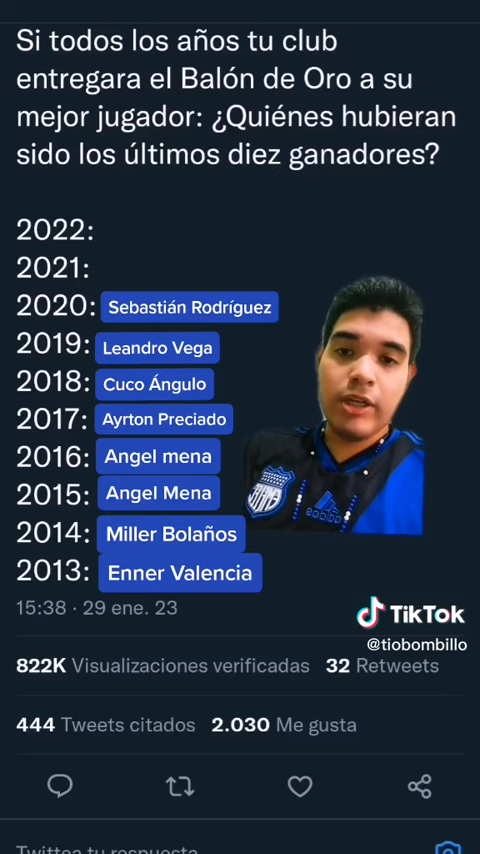 Si todos los años tu club
entregara el Balón de Oro a su
mejor jugador: ¿Quiénes hubieran
sido los últimos diez ganadores?
2022:
2021:
2020: Sebastián Rodríguez
2019: Leandro Vega
2018: Cuco Ángulo
2017: Ayrton Preciado
2016: Angel mena
2015: Angel Mena
2014: Miller Bolaños
2013: Enner Valencia
15:38 · 29 ene. 23
TikTok
@tiobombillo
822K Visualizaciones verificadas 32 Retweets
444 Tweets citados 2.030 Me gusta
Twittea tu respuesta